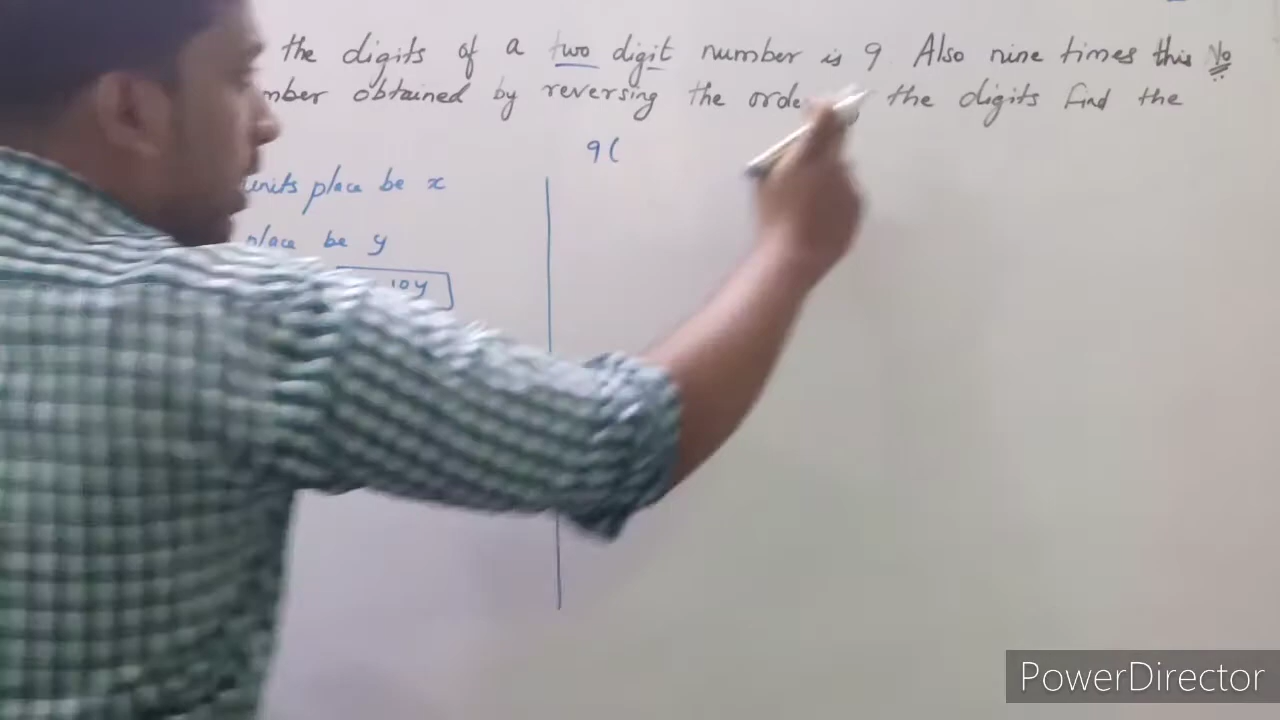 the digits of a two digit number is 9 Also nine times this No
mber obtained by reversing the orde the digits find the
9(
units place be x
place be y
10y
PowerDirector